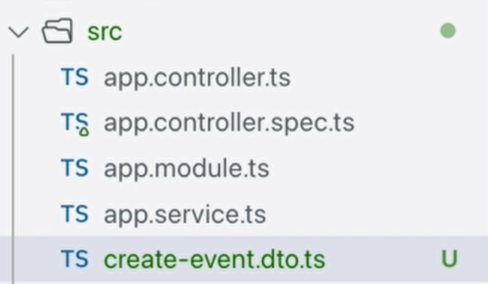 src
TS app.controller.ts
TS app.controller.spec.ts
TS app.module.ts
TS app.service.ts
TS create-event.dto.ts U